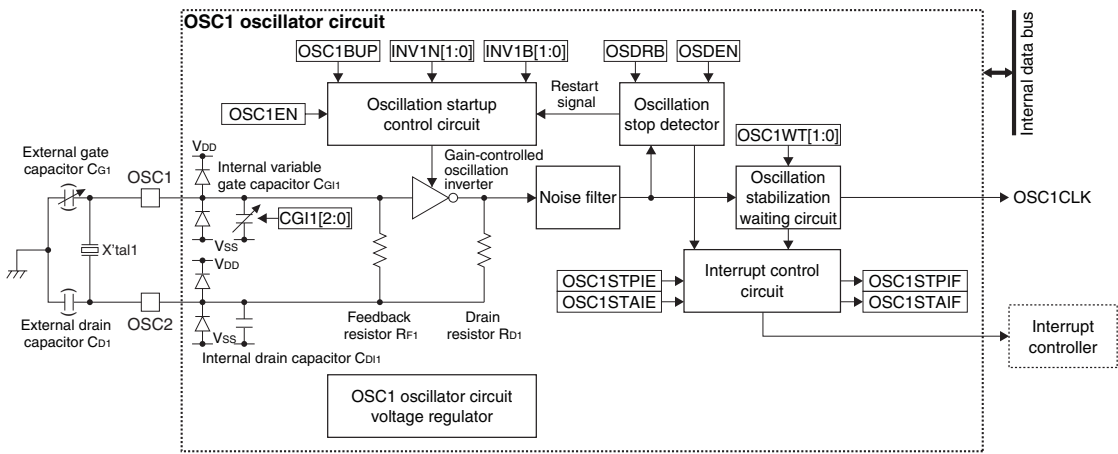 OSC1 oscillator circuit
OSC1BUP
INV1N[1:0]
INV1B[1:0]
OSDRB
OSDEN
Internal data bus
OSC1EN
Oscillation startup
control circuit
Restart
signal
Oscillation
stop detector
OSC1WT[1:0]
External gate
capacitor CG1
OSC1
VDD
Internal variable
gate capacitor CGI1
Gain-controlled
oscillation
inverter
Noise filter
Oscillation
stabilization
waiting circuit
OSC1CLK
CGI1[2:0]
VSS
X'tal1
VDD
OSC1STPIE
OSC1STAIE
Interrupt control
circuit
OSC1STPIF
OSC1STAIF
External drain
capacitor CD1
OSC2
VSS
Internal drain capacitor CDI1
Feedback
resistor RF1
Drain
resistor RD1
Interrupt
controller
OSC1 oscillator circuit
voltage regulator